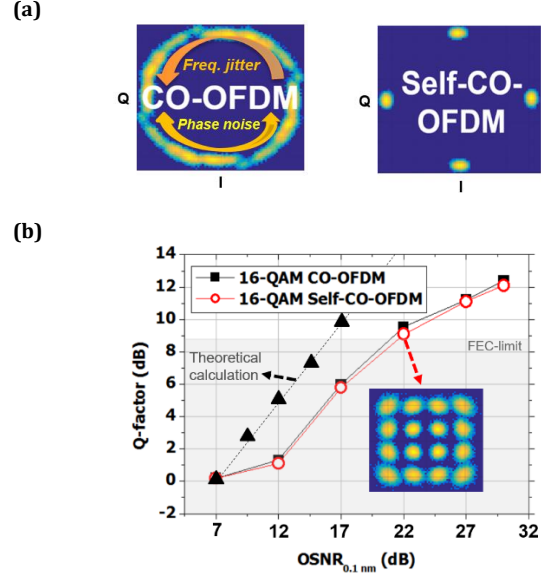 (a)
Freq. jitter
CO-OFDM
Phase noise
Q
I
Self-CO-
OFDM
Q
I
(b)
14
12
10
8
6
4
2
0
-2
Q-factor (dB)
16-QAM CO-OFDM
16-QAM Self-CO-OFDM
FEC-limit
Theoretical
calculation
7 12 17 22 27 32
OSNR0.1 nm (dB)